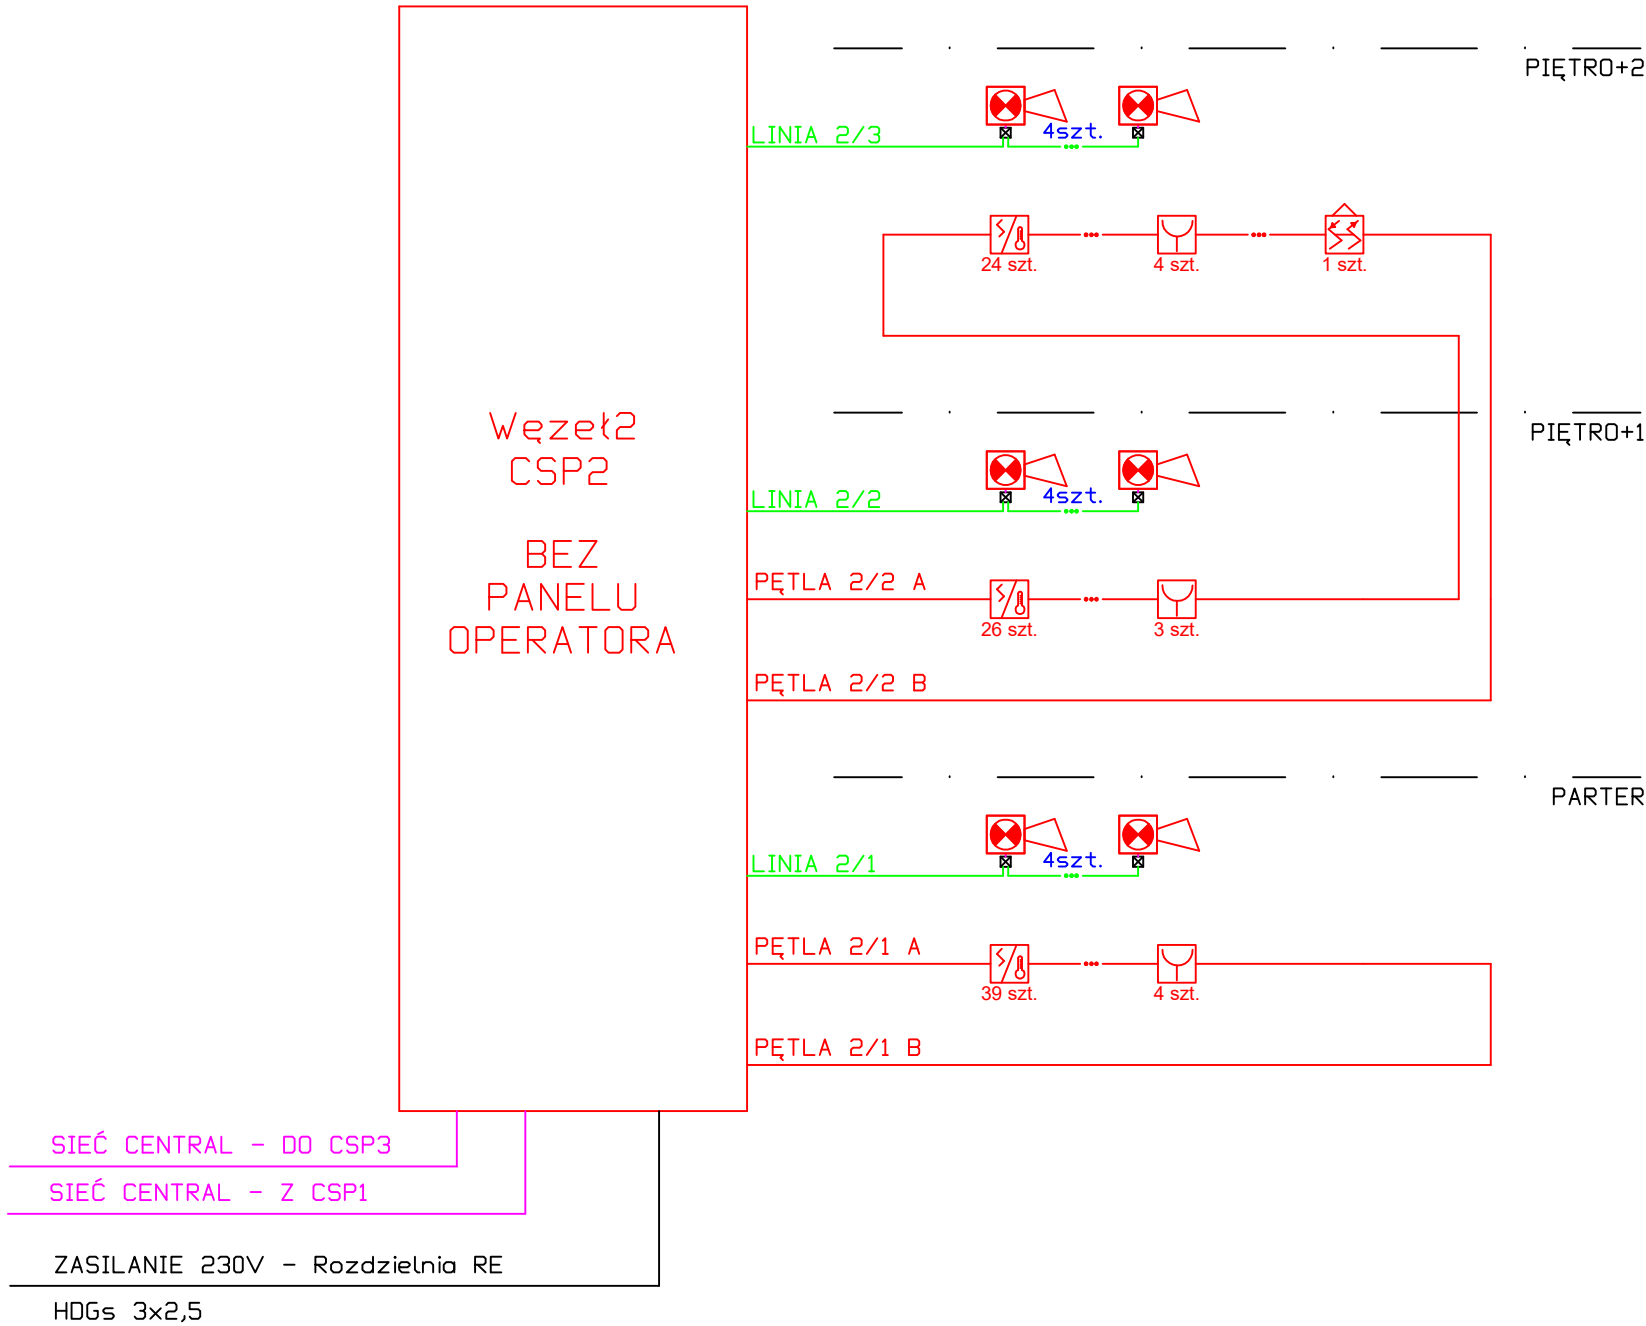 PIĘTRO+2
LINIA 2/3
4szt.
24 szt.
4 szt.
1 szt.
PIĘTRO+1
Węzeł2
CSP2
BEZ
PANELU
OPERATORA
LINIA 2/2
4szt.
PĘTLA 2/2 A
26 szt.
3 szt.
PĘTLA 2/2 B
PARTER
LINIA 2/1
4szt.
PĘTLA 2/1 A
39 szt.
4 szt.
PĘTLA 2/1 B
SIEĆ CENTRAL - DO CSP3
SIEĆ CENTRAL - Z CSP1
ZASILANIE 230V - Rozdzielnia RE
HDGs 3x2,5